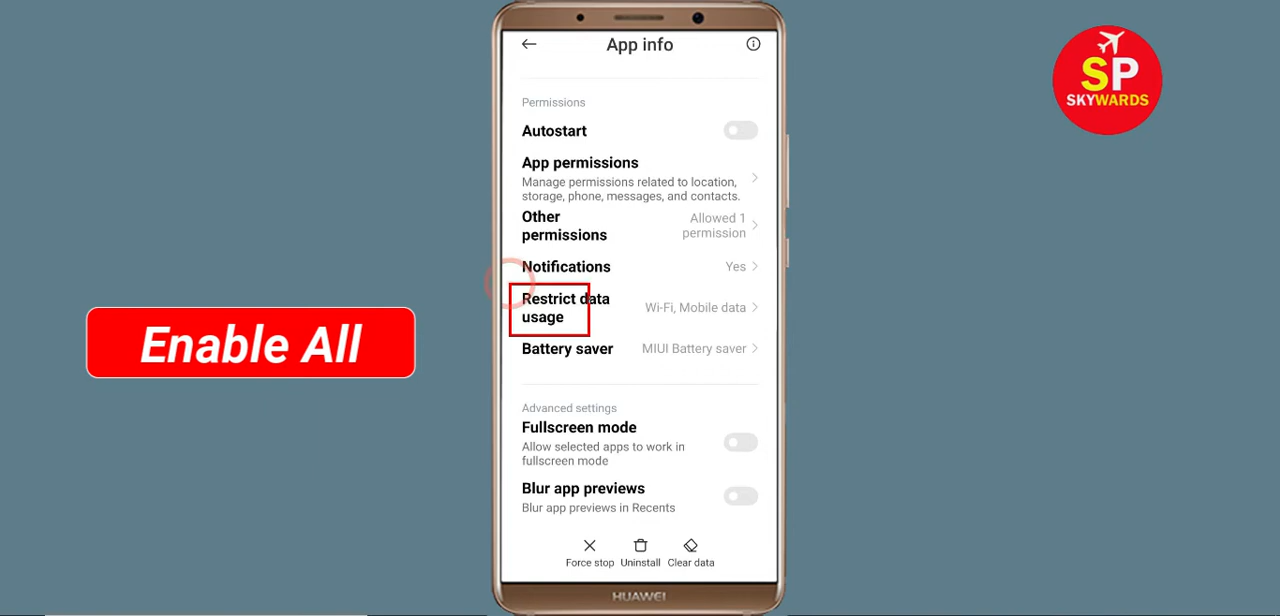 App info
SP
SKYWARDS
Permissions
Autostart
App permissions
Manage permissions related to location,
storage, phone, messages, and contacts.
Other
permissions
Allowed 1
permission
Notifications
Yes
Restrict data
usage
Wi-Fi, Mobile data
Enable All
Battery saver
MIUI Battery saver
Advanced settings
Fullscreen mode
Allow selected apps to work in
fullscreen mode
Blur app previews
Blur app previews in Recents
Force stop
Uninstall
Clear data
HUAWEI